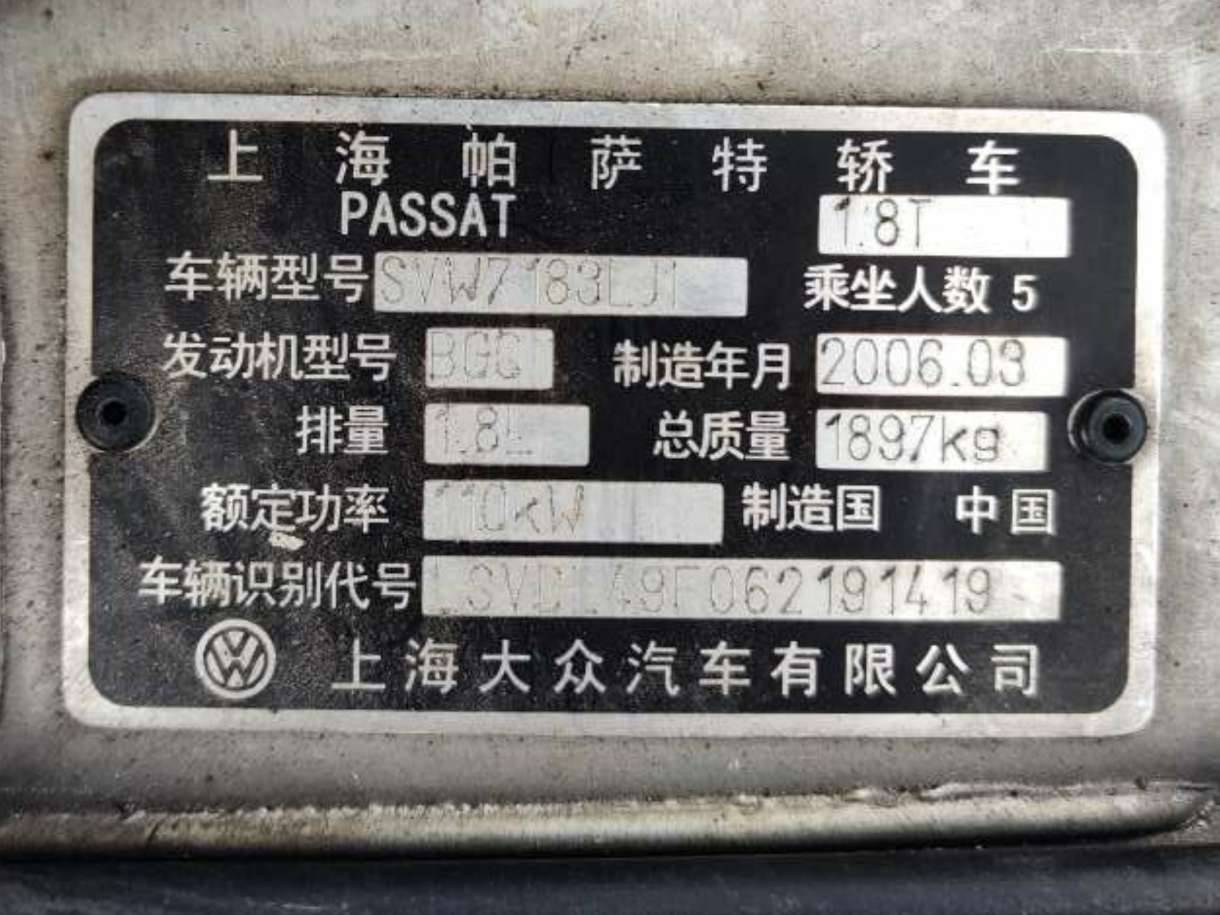 上海帕萨特轿车
PASSAT 1.8T
车辆型号 SVW7183LJ1 乘坐人数 5
发动机型号 BGC 制造年月 2006.03
排量 1.8L 总质量 1897kg
额定功率 110kW 制造国 中国
车辆识别代号 LSVDL49F062191419
上海大众汽车有限公司